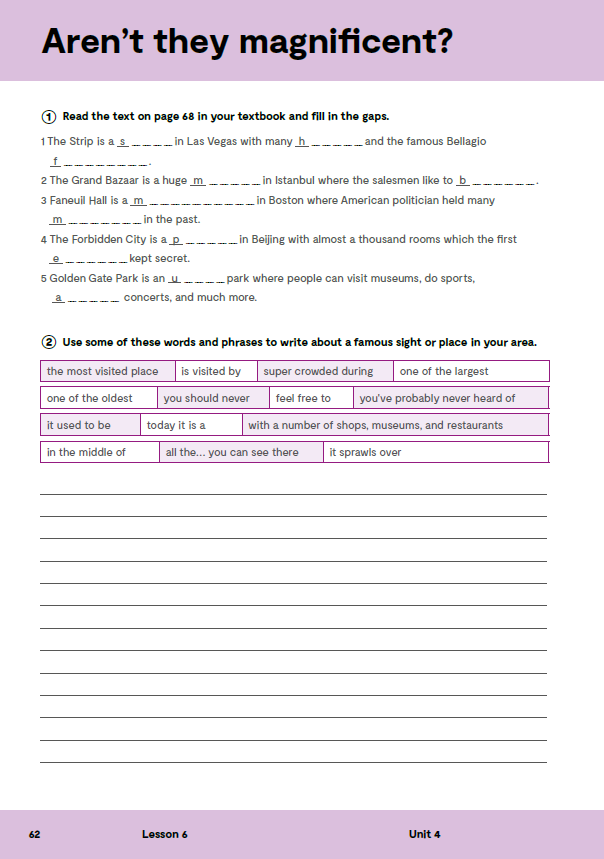 Aren't they magnificent?
1 Read the text on page 68 in your textbook and fill in the gaps.
1 The Strip is a s _ _ _ _ in Las Vegas with many h _ _ _ _ _ and the famous Bellagio
f _ _ _ _ _ _ _ .
2 The Grand Bazaar is a huge m _ _ _ _ _ in Istanbul where the salesmen like to b _ _ _ _ _ _ .
3 Faneuil Hall is a m _ _ _ _ _ _ _ _ _ _ in Boston where American politician held many
m _ _ _ _ _ _ _ in the past.
4 The Forbidden City is a p _ _ _ _ _ in Beijing with almost a thousand rooms which the first
e _ _ _ _ _ _ kept secret.
5 Golden Gate Park is an u _ _ _ _ park where people can visit museums, do sports,
a _ _ _ _ _ concerts, and much more.
2 Use some of these words and phrases to write about a famous sight or place in your area.
the most visited place is visited by super crowded during one of the largest
one of the oldest you should never feel free to you've probably never heard of
it used to be today it is a with a number of shops, museums, and restaurants
in the middle of all the... you can see there it sprawls over
62 Lesson 6 Unit 4